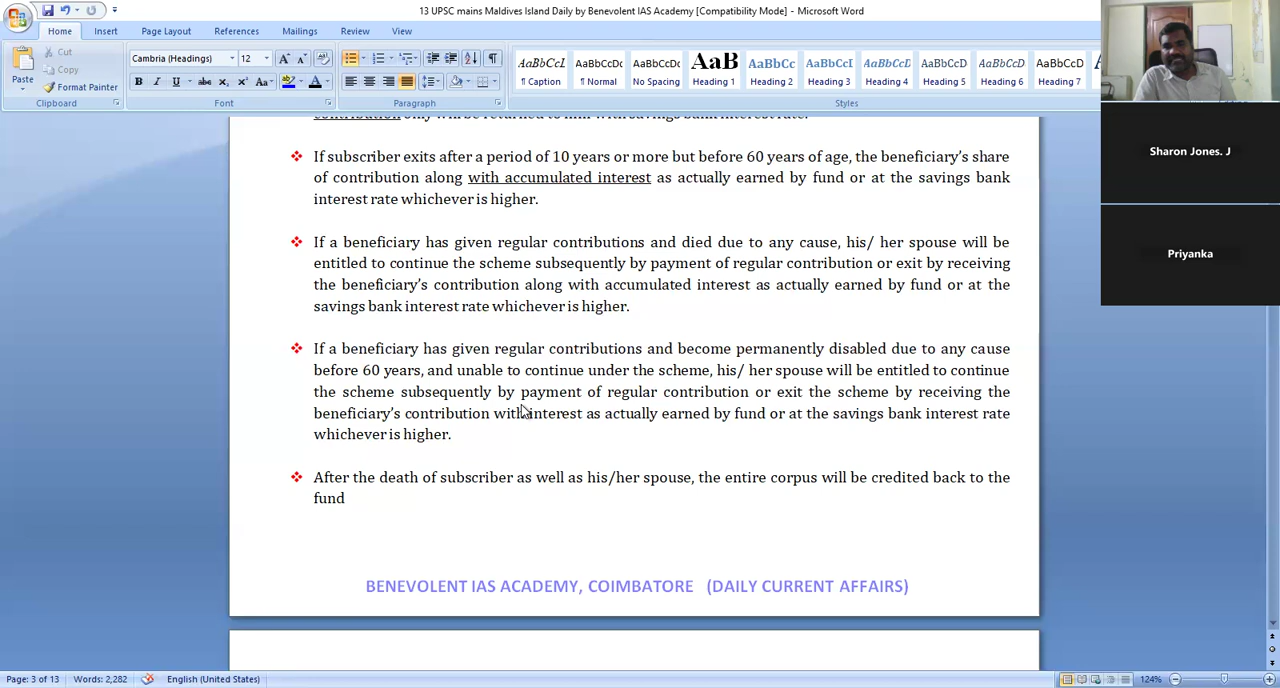 13 UPSC mains Maldives Island Daily by Benevolent IAS Academy [Compatibility Mode] - Microsoft Word
Home Insert Page Layout References Mailings Review View
Paste
Cut
Copy
Format Painter
Clipboard
Cambria (Headings) 12
Font
Paragraph
AaBbCcL AaBbCcDc AaBbCcDc AaB AaBbCc AaBbCcI AaBbCcI AaBbCcD AaBbCcD AaBbCcD
¶ Caption ¶ Normal No Spacing Heading 1 Heading 2 Heading 3 Heading 4 Heading 5 Heading 6 Heading 7
Styles
Sharon Jones. J
Priyanka
contribution only will be returned to him with savings bank interest rate.
If subscriber exits after a period of 10 years or more but before 60 years of age, the beneficiary's share
of contribution along with accumulated interest as actually earned by fund or at the savings bank
interest rate whichever is higher.
If a beneficiary has given regular contributions and died due to any cause, his/ her spouse will be
entitled to continue the scheme subsequently by payment of regular contribution or exit by receiving
the beneficiary's contribution along with accumulated interest as actually earned by fund or at the
savings bank interest rate whichever is higher.
If a beneficiary has given regular contributions and become permanently disabled due to any cause
before 60 years, and unable to continue under the scheme, his/ her spouse will be entitled to continue
the scheme subsequently by payment of regular contribution or exit the scheme by receiving the
beneficiary's contribution with interest as actually earned by fund or at the savings bank interest rate
whichever is higher.
After the death of subscriber as well as his/her spouse, the entire corpus will be credited back to the
fund
BENEVOLENT IAS ACADEMY, COIMBATORE (DAILY CURRENT AFFAIRS)
Page: 3 of 13 Words: 2,282 English (United States) 124%